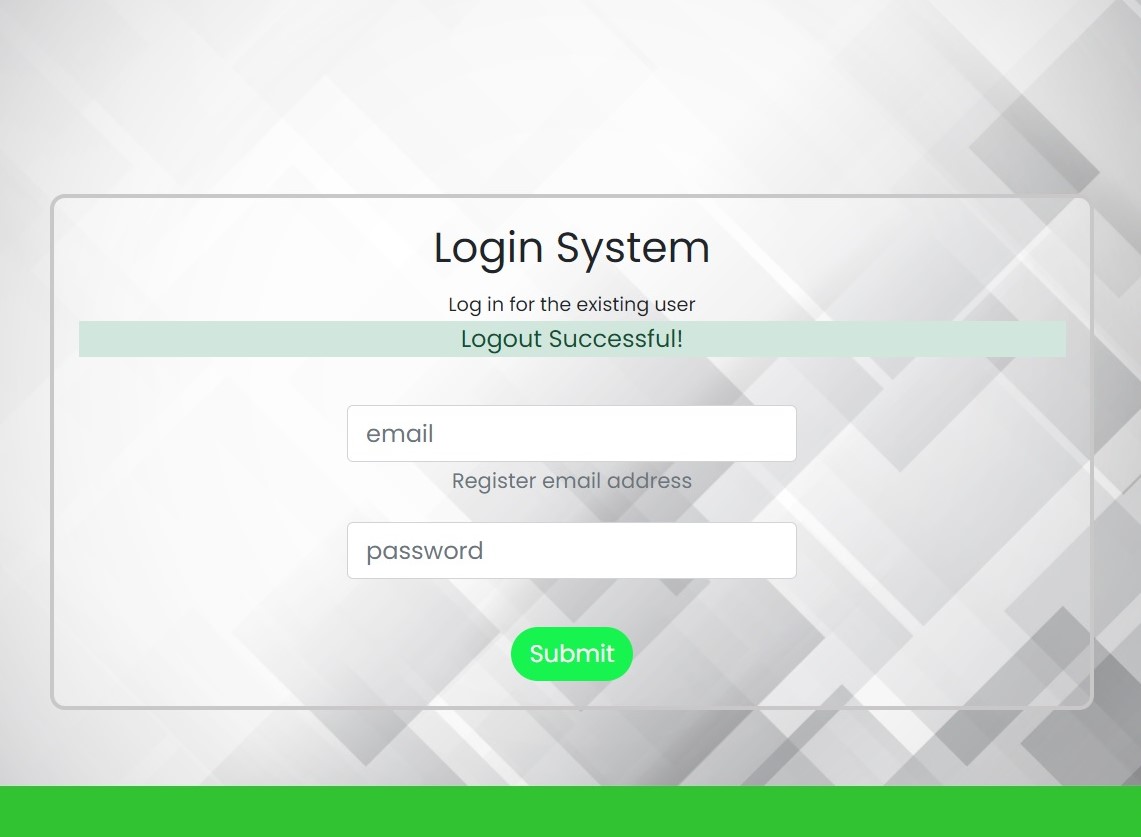 Login System
Log in for the existing user
Logout Successful!
email
Register email address
password
Submit